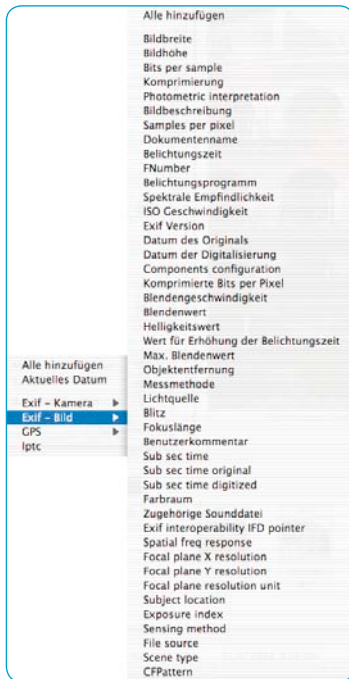 Alle hinzufügen
Aktuelles Datum
Exif – Kamera
Exif – Bild
GPS
Iptc
Alle hinzufügen
Bildbreite
Bildhöhe
Bits per sample
Komprimierung
Photometric interpretation
Bildbeschreibung
Samples per pixel
Dokumentenname
Belichtungszeit
FNumber
Belichtungsprogramm
Spektrale Empfindlichkeit
ISO Geschwindigkeit
Exif Version
Datum des Originals
Datum der Digitalisierung
Components configuration
Komprimierte Bits per Pixel
Blendengeschwindigkeit
Blendenwert
Helligkeitswert
Wert für Erhöhung der Belichtungszeit
Max. Blendenwert
Objektentfernung
Messmethode
Lichtquelle
Blitz
Fokuslänge
Benutzerkommentar
Sub sec time
Sub sec time original
Sub sec time digitized
Farbraum
Zugehörige Sounddatei
Exif interoperability IFD pointer
Spatial freq response
Focal plane X resolution
Focal plane Y resolution
Focal plane resolution unit
Subject location
Exposure index
Sensing method
File source
Scene type
CFPattern